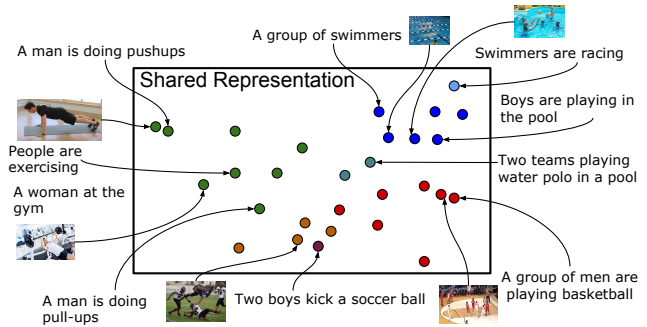 A man is doing pushups
A group of swimmers
Swimmers are racing
Shared Representation
Boys are playing in
the pool
People are
exercising
Two teams playing
water polo in a pool
A woman at the
gym
A man is doing
pull-ups
Two boys kick a soccer ball
A group of men are
playing basketball